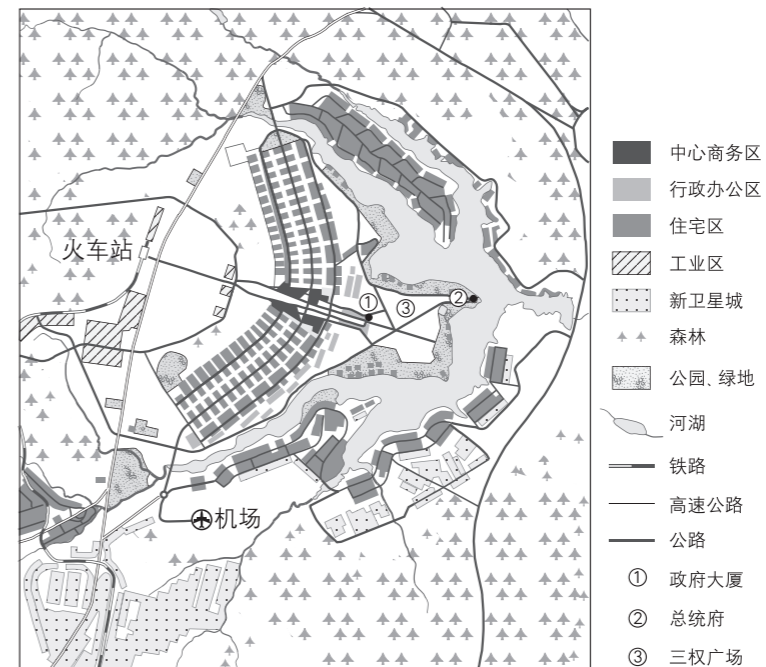 中心商务区
行政办公区
住宅区
工业区
新卫星城
森林
公园、绿地
河湖
铁路
高速公路
公路
① 政府大厦
② 总统府
③ 三权广场
火车站
①
②
③
机场